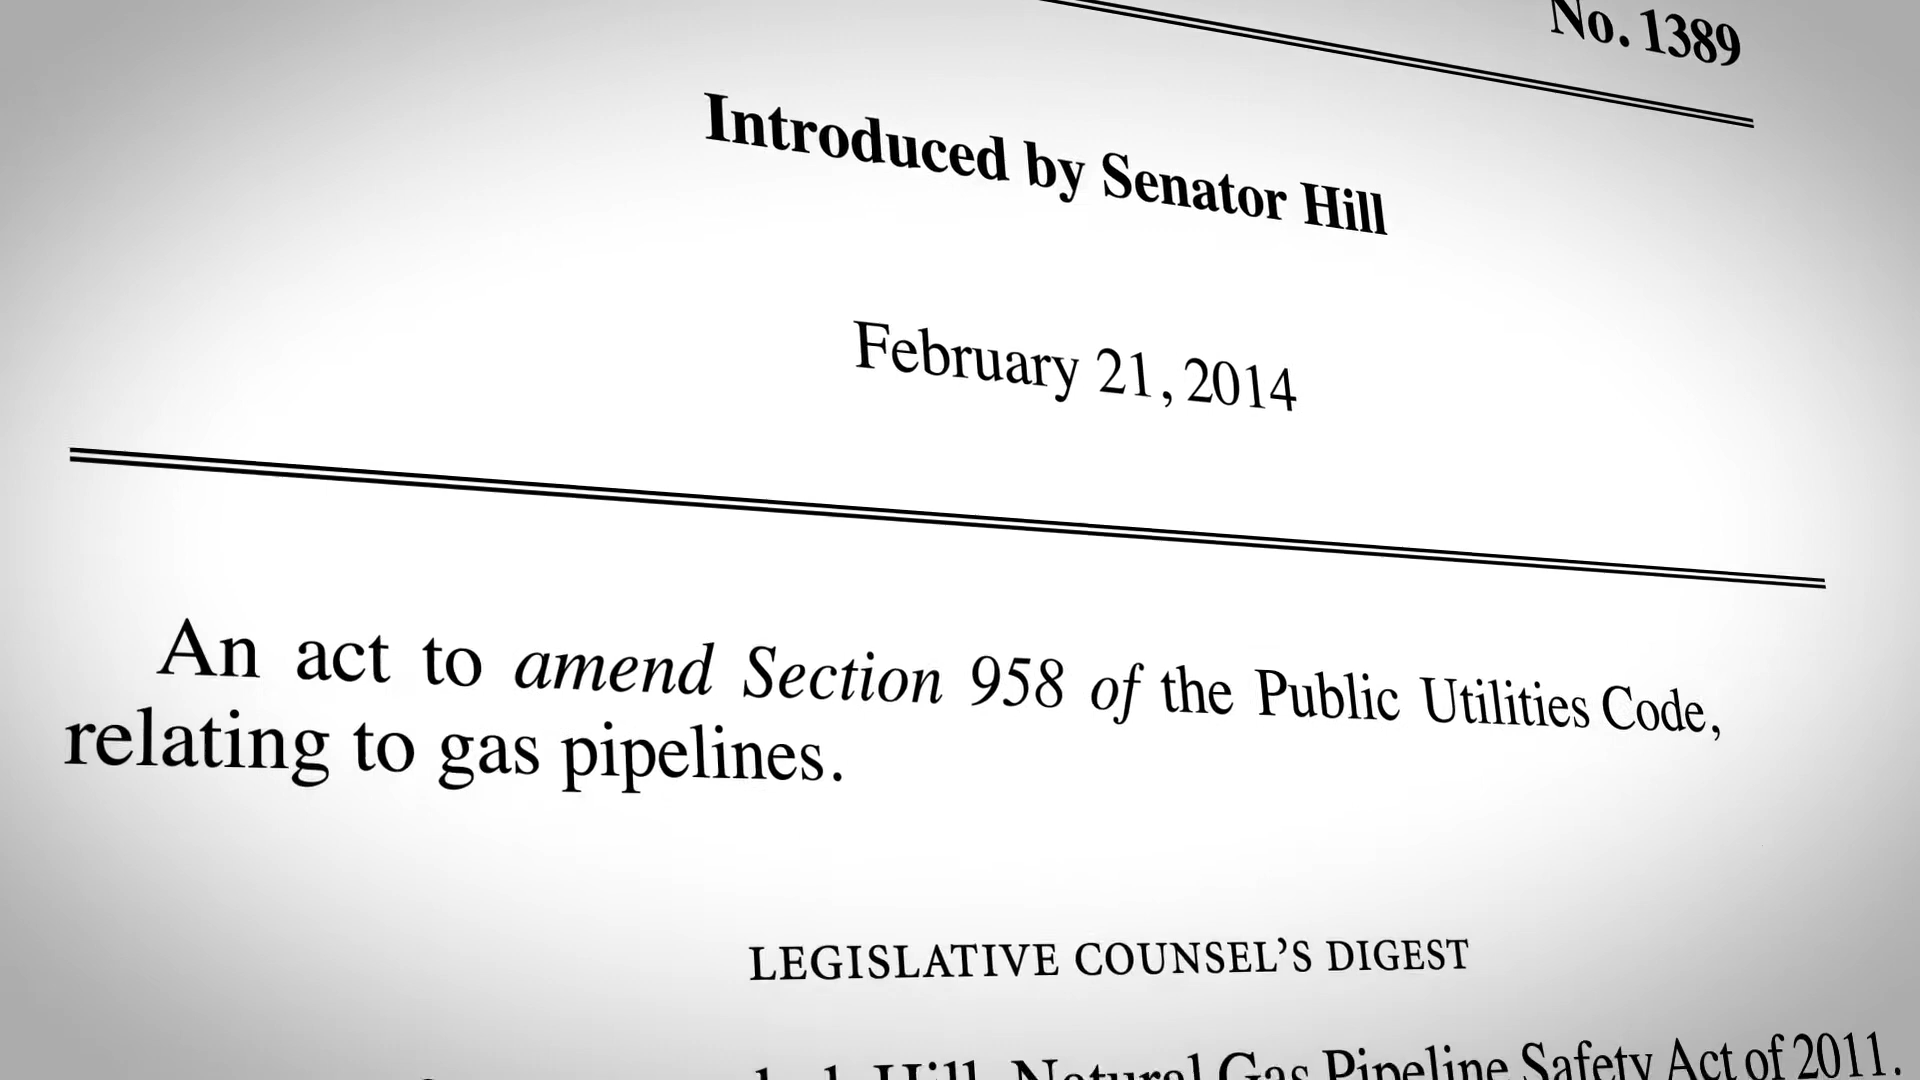 No. 1389
Introduced by Senator Hill
February 21, 2014
An act to amend Section 958 of the Public Utilities Code,
relating to gas pipelines.
LEGISLATIVE COUNSEL’S DIGEST
Hill. Natural Gas Pipeline Safety Act of 2011.